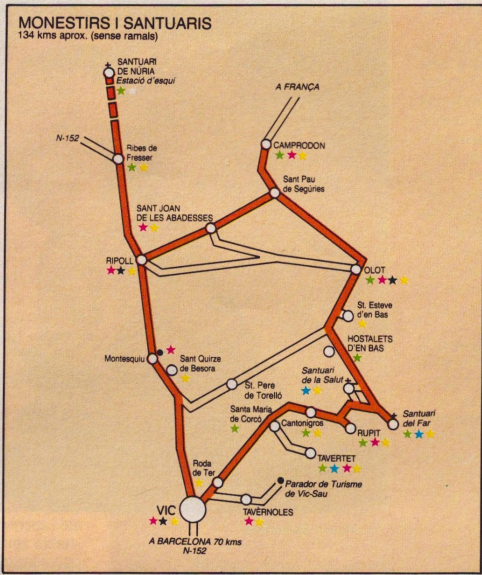 MONESTIRS I SANTUARIS
134 kms aprox. (sense ramals)
SANTUARI
DE NÚRIA
Estació d'esquí
A FRANÇA
N-152
Ribes de
Fresser
CAMPRODON
Sant Pau
de Segúries
SANT JOAN
DE LES ABADESSES
RIPOLL
OLOT
St. Esteve
d'en Bas
HOSTALETS
D'EN BAS
Montesquiu
Sant Quirze
de Besora
Santuari
de la Salut
St. Pere
de Torelló
Santa Maria
de Corcó
Cantonigros
RUPIT
Santuari
del Far
TAVERTET
Roda
de Ter
Parador de Turisme
de Vic-Sau
VIC
TAVÈRNOLES
A BARCELONA 70 kms
N-152